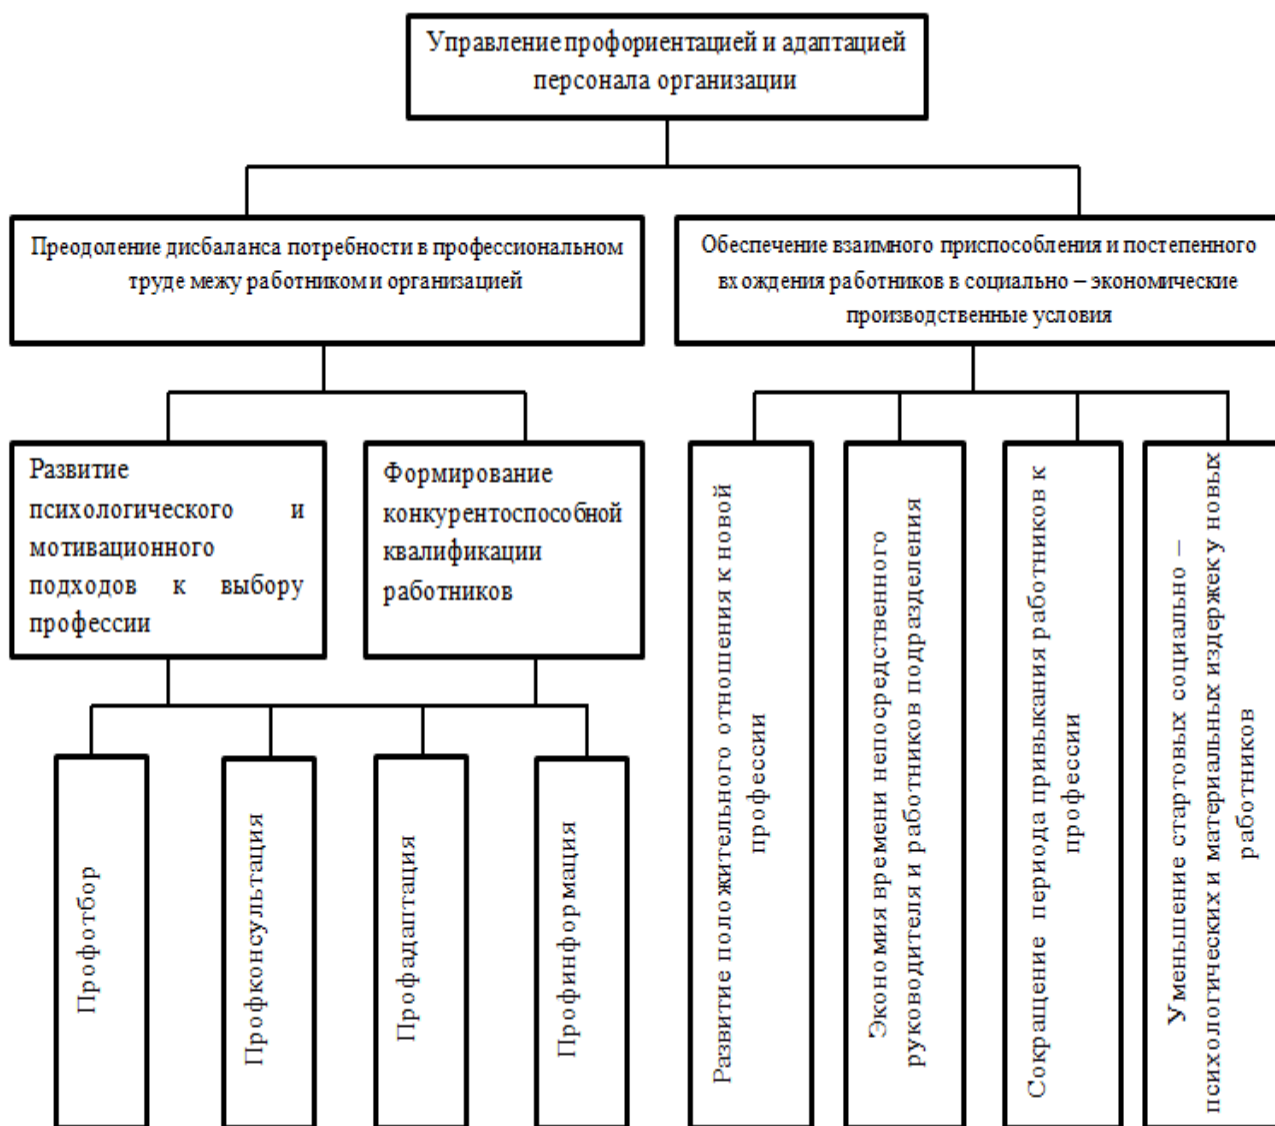 Управление профориентацией и адаптацией
персонала организации
Преодоление дисбаланса потребности в профессиональном
труде межу работником и организацией
Обеспечение взаимного приспособления и постепенного
вхождения работников в социально – экономические
производственные условия
Развитие
психологического и
мотивационного
подходов к выбору
профессии
Формирование
конкурентоспособной
квалификации
работников
Профотбор
Профконсультация
Профадаптация
Профинформация
Развитие положительного отношения к новой
профессии
Экономия времени непосредственного
руководителя и работников подразделения
Сокращение периода привыкания работников к
профессии
Уменьшение стартовых социально –
психологических и материальных издержек у новых
работников